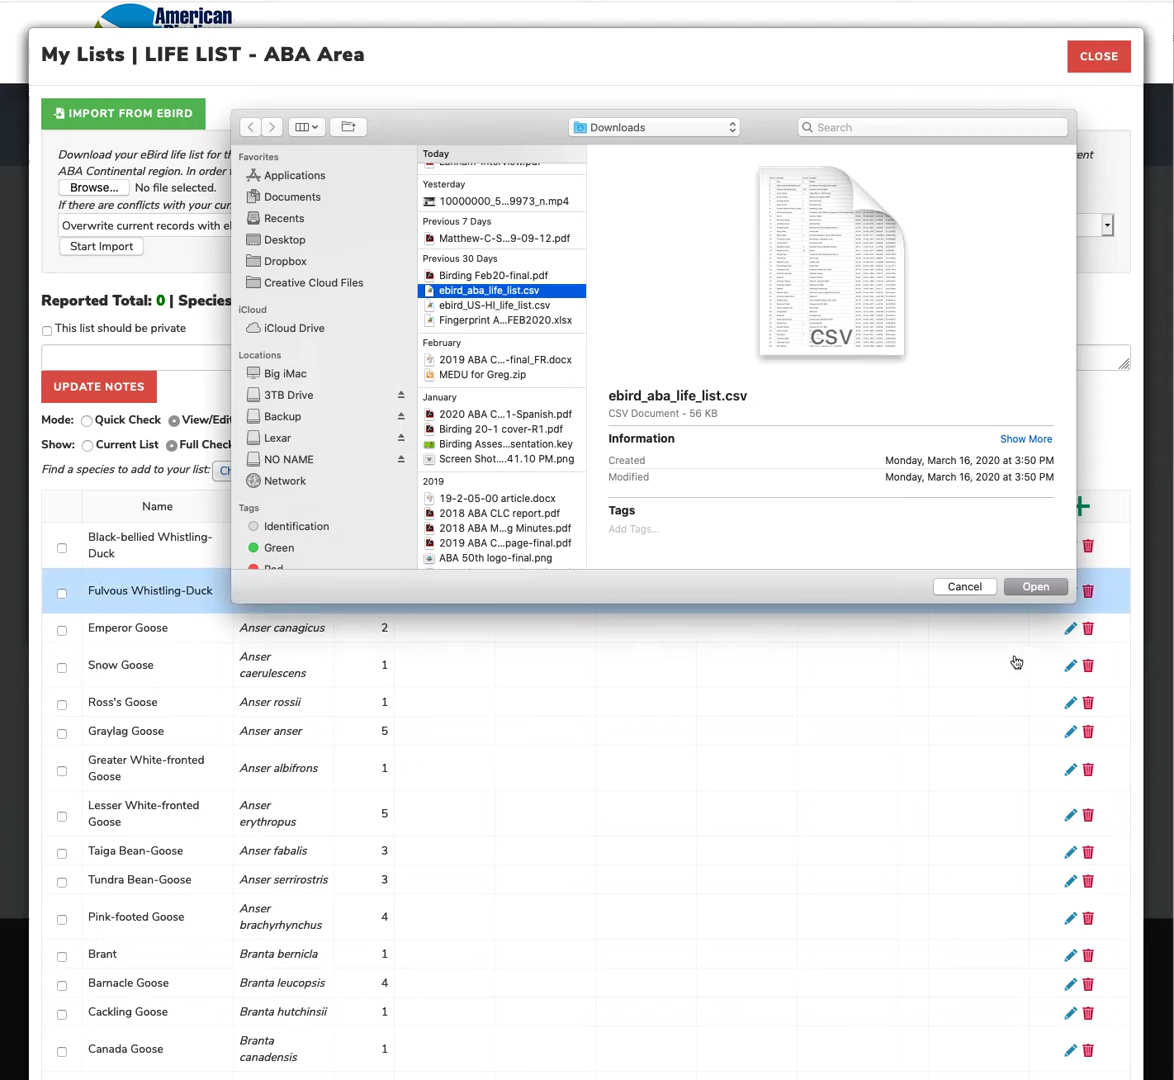 American
My Lists | LIFE LIST - ABA Area
CLOSE
IMPORT FROM EBIRD
Downloads
Search
Download your eBird life list for th
ABA Continental region. In order
Browse... No file selected.
If there are conflicts with your cur
Overwrite current records with el
Start Import
Reported Total: 0 | Species
This list should be private
UPDATE NOTES
Mode: Quick Check View/Edi
Show: Current List Full Check
Find a species to add to your list: Ch
Favorites
Applications
Documents
Recents
Desktop
Dropbox
Creative Cloud Files
iCloud
iCloud Drive
Locations
Big iMac
3TB Drive
Backup
Lexar
NO NAME
Network
Tags
Identification
Green
Today
Yesterday
10000000_5...9973_n.mp4
Previous 7 Days
Matthew-C-S...9-09-12.pdf
Previous 30 Days
Birding Feb20-final.pdf
ebird_aba_life_list.csv
ebird_US-HI_life_list.csv
Fingerprint A...FEB2020.xlsx
February
2019 ABA C...-final_FR.docx
MEDU for Greg.zip
January
2020 ABA C...1-Spanish.pdf
Birding 20-1 cover-R1.pdf
Birding Asses...sentation.key
Screen Shot....41.10 PM.png
2019
19-2-05-00 article.docx
2018 ABA CLC report.pdf
2018 ABA M...g Minutes.pdf
2019 ABA C...page-final.pdf
ABA 50th logo-final.png
CSV
ebird_aba_life_list.csv
CSV Document - 56 KB
Information Show More
Created Monday, March 16, 2020 at 3:50 PM
Modified Monday, March 16, 2020 at 3:50 PM
Tags
Add Tags...
Cancel Open
ent
Name
Black-bellied Whistling-
Duck
Fulvous Whistling-Duck
Emperor Goose Anser canagicus 2
Snow Goose Anser caerulescens 1
Ross's Goose Anser rossii 1
Graylag Goose Anser anser 5
Greater White-fronted
Goose Anser albifrons 1
Lesser White-fronted
Goose Anser erythropus 5
Taiga Bean-Goose Anser fabalis 3
Tundra Bean-Goose Anser serrirostris 3
Pink-footed Goose Anser brachyrhynchus 4
Brant Branta bernicla 1
Barnacle Goose Branta leucopsis 4
Cackling Goose Branta hutchinsii 1
Canada Goose Branta canadensis 1